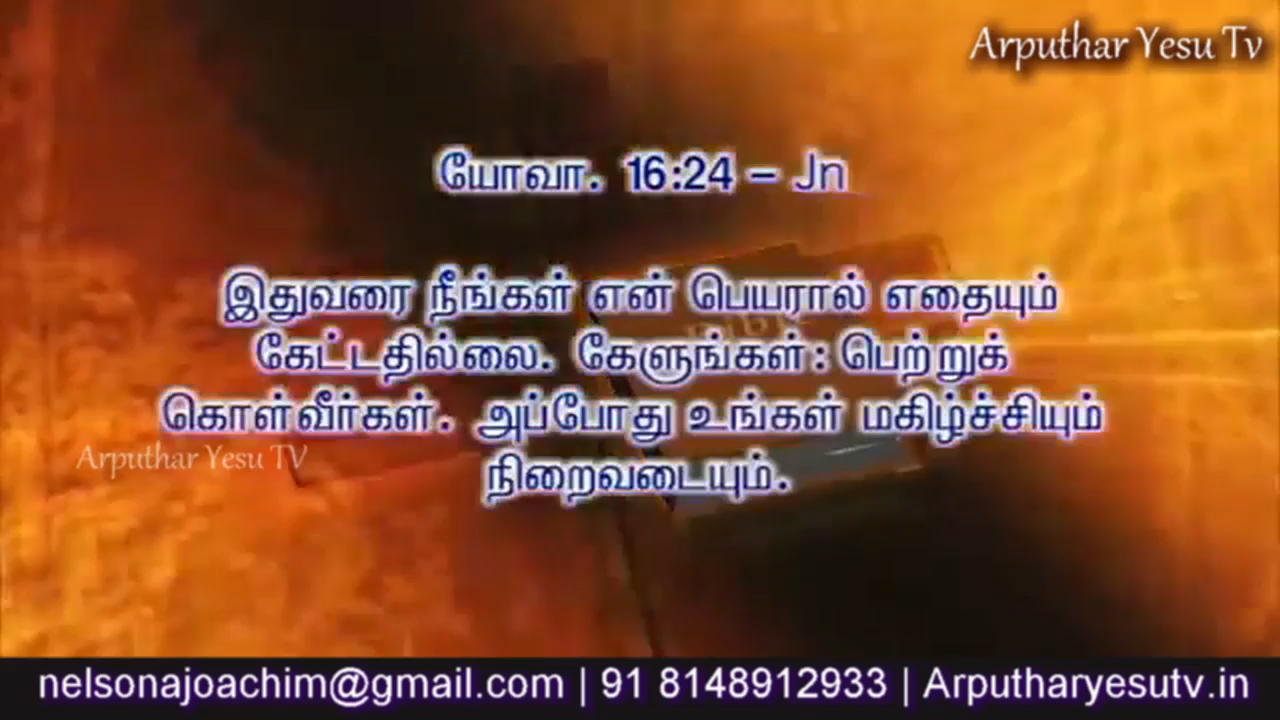 Arputhar Yesu Tv
யோவா. 16:24 – Jn
இதுவரை நீங்கள் என் பெயரால் எதையும்
கேட்டதில்லை. கேளுங்கள்: பெற்றுக்
கொள்வீர்கள். அப்போது உங்கள் மகிழ்ச்சியும்
நிறைவடையும்.
Arputhar Yesu TV
nelsonajoachim@gmail.com | 91 8148912933 | Arputharyesutv.in